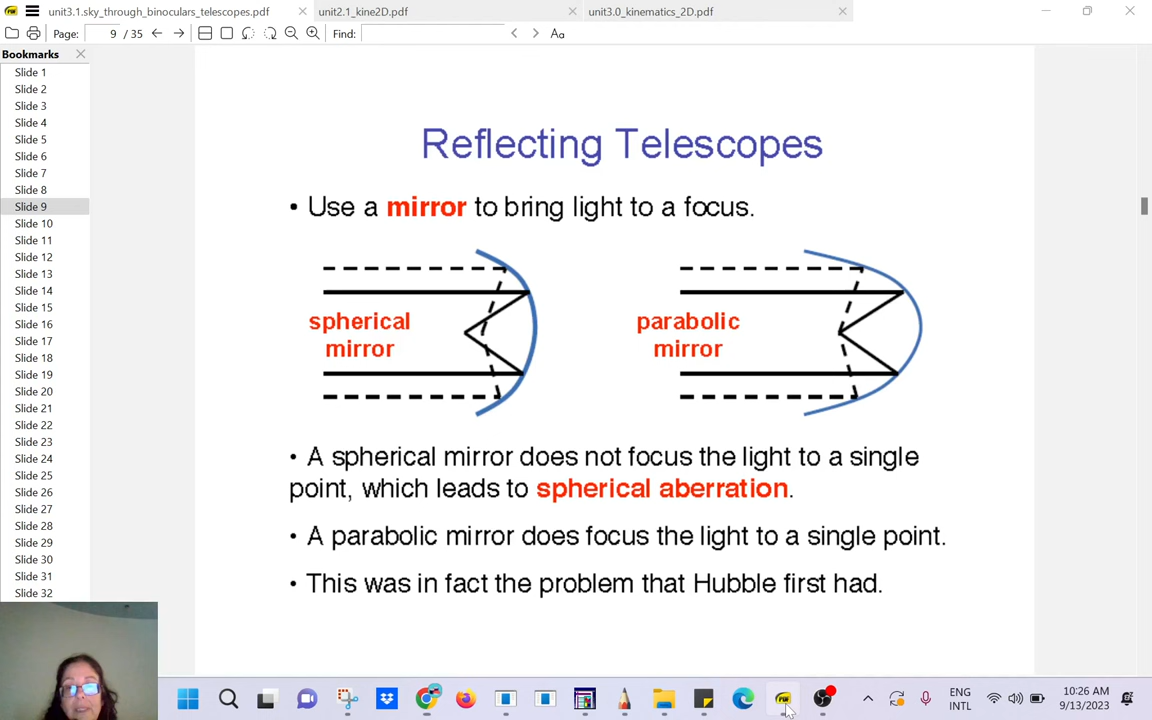 unit3.1.sky_through_binoculars_telescopes.pdf
unit2.1_kine2D.pdf
unit3.0_kinematics_2D.pdf
Page: 9 / 35
Find:
Aa
Bookmarks
Slide 1
Slide 2
Slide 3
Slide 4
Slide 5
Slide 6
Slide 7
Slide 8
Slide 9
Slide 10
Slide 11
Slide 12
Slide 13
Slide 14
Slide 15
Slide 16
Slide 17
Slide 18
Slide 19
Slide 20
Slide 21
Slide 22
Slide 23
Slide 24
Slide 25
Slide 26
Slide 27
Slide 28
Slide 29
Slide 30
Slide 31
Slide 32
Reflecting Telescopes
• Use a mirror to bring light to a focus.
spherical
mirror
parabolic
mirror
• A spherical mirror does not focus the light to a single
point, which leads to spherical aberration.
• A parabolic mirror does focus the light to a single point.
• This was in fact the problem that Hubble first had.
ENG
INTL
10:26 AM
9/13/2023